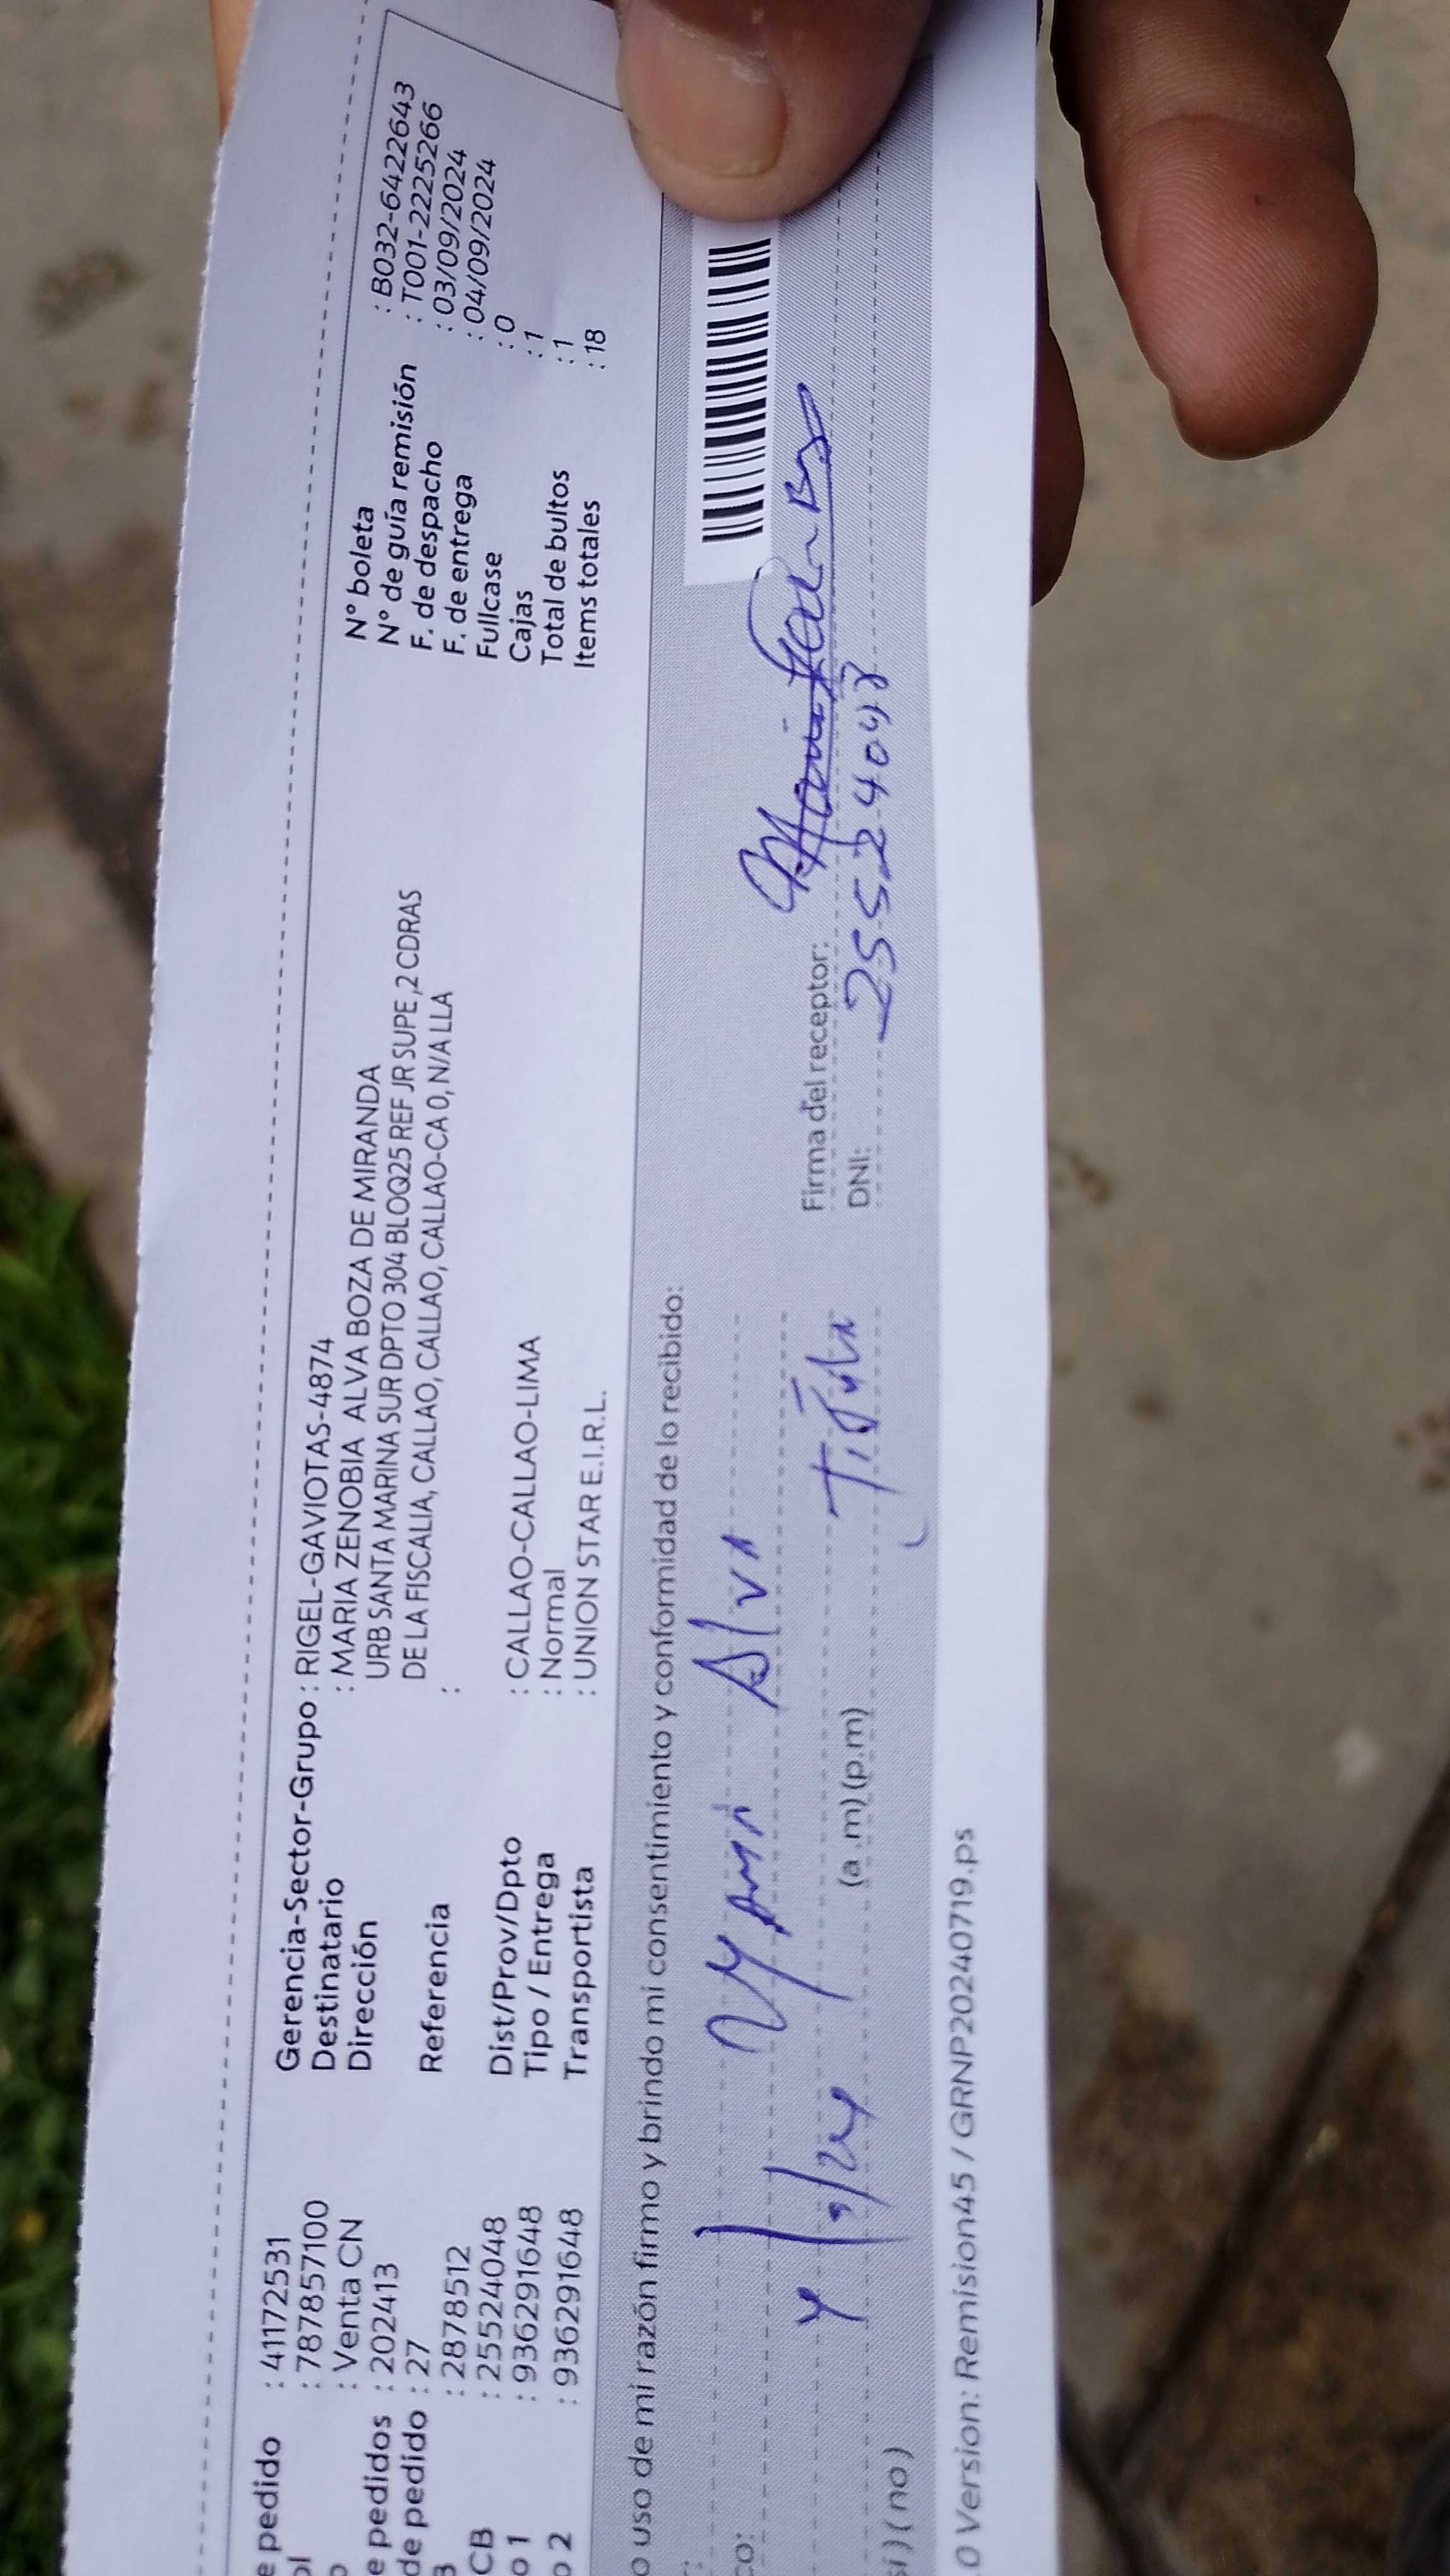 e pedido : 41172531
ol : 787857100
o : Venta CN
e pedidos : 202413
de pedido : 27
3 : 2878512
CB : 25524048
o 1 : 936291648
o 2 : 936291648
Gerencia-Sector-Grupo : RIGEL-GAVIOTAS-4874
Destinatario : MARIA ZENOBIA ALVA BOZA DE MIRANDA
Dirección URB SANTA MARINA SUR DPTO 304 BLOQ25 REF JR SUPE ,2 CDRAS
DE LA FISCALIA, CALLAO, CALLAO, CALLAO, CALLAO-CA 0, N/A LLA
Referencia :
Dist/Prov/Dpto : CALLAO-CALLAO-LIMA
Tipo / Entrega : Normal
Transportista : UNION STAR E.I.R.L.
N° boleta : B032-6422643
N° de guía remisión : T001-2225266
F. de despacho : 03/09/2024
F. de entrega : 04/09/2024
Fullcase : 0
Cajas : 1
Total de bultos : 1
Items totales : 18
o uso de mi razón firmo y brindo mi consentimiento y conformidad de lo recibido:
Alva
co:
(a .m) (p.m)
Firma del receptor:
si ) ( no )
DNI:
.0 Version: Remision45 / GRNP20240719.ps